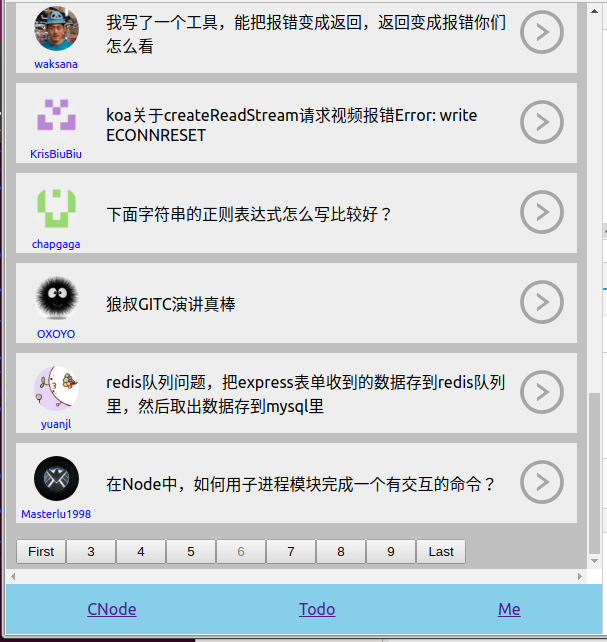 我写了一个工具，能把报错变成返回，返回变成报错你们
怎么看
waksana
koa关于createReadStream请求视频报错Error: write
ECONNRESET
KrisBiuBiu
下面字符串的正则表达式怎么写比较好？
chapgaga
狼叔GITC演讲真棒
OXOYO
redis队列问题，把express表单收到的数据存到redis队列
里，然后取出数据存到mysql里
yuanjl
在Node中，如何用子进程模块完成一个有交互的命令？
Masterlu1998
First 3 4 5 6 7 8 9 Last
CNode Todo Me